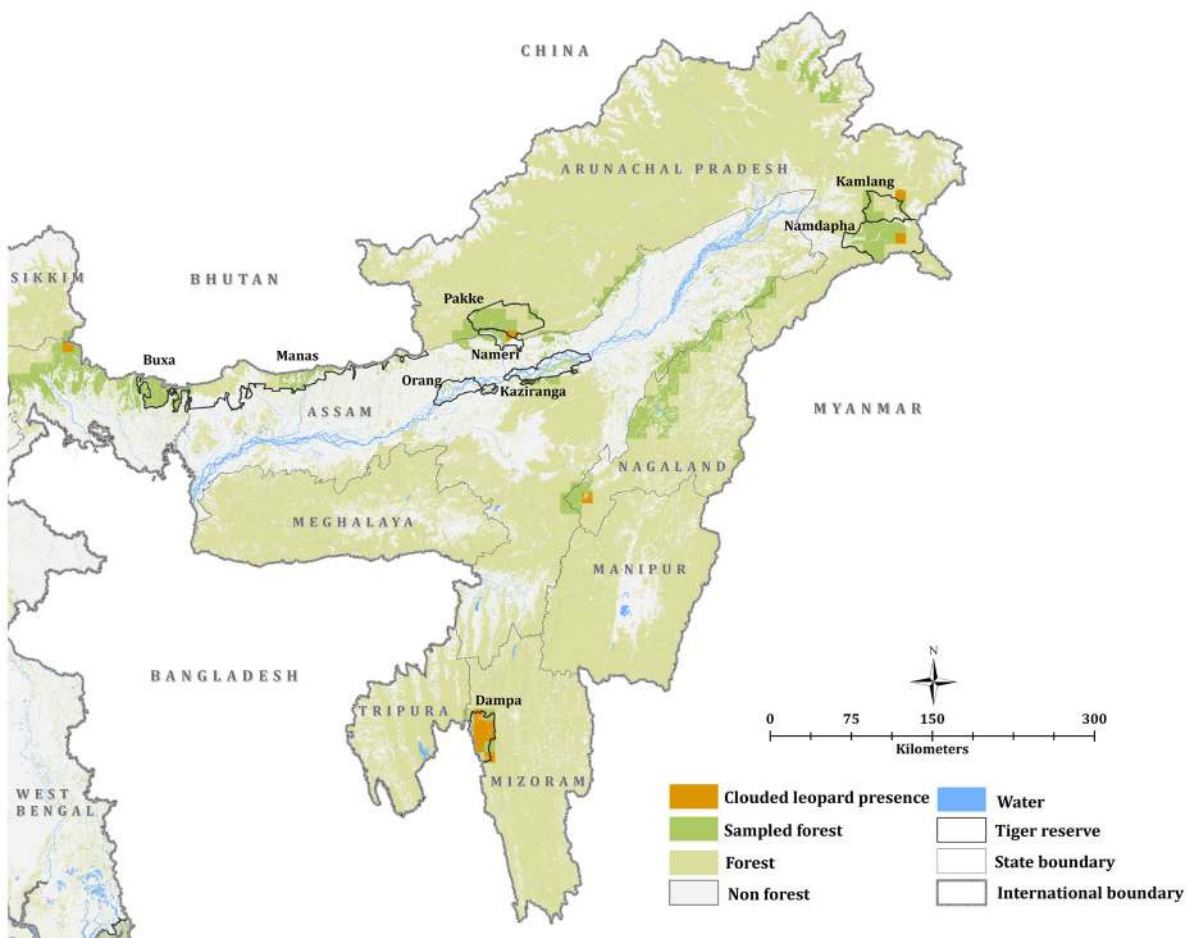 CHINA
ARUNACHAL PRADESH
Kamlang
Namdapha
SIKKIM
BHUTAN
Pakke
Buxa
Manas
Nameri
Orang
Kaziranga
ASSAM
MYANMAR
NAGALAND
MEGHALAYA
MANIPUR
BANGLADESH
N
Dampa
TRIPURA
0 75 150 300
Kilometers
MIZORAM
WEST
BENGAL
Clouded leopard presence
Water
Sampled forest
Tiger reserve
Forest
State boundary
Non forest
International boundary